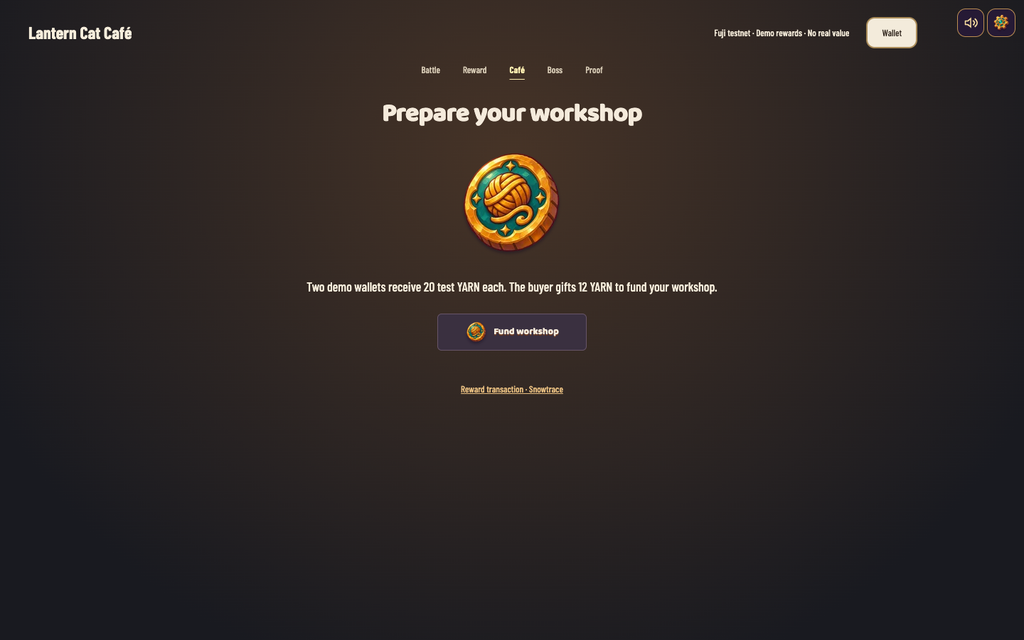 Lantern Cat Café
Fuji testnet · Demo rewards · No real value
Wallet
Battle
Reward
Café
Boss
Proof
Prepare your workshop
Two demo wallets receive 20 test YARN each. The buyer gifts 12 YARN to fund your workshop.
Fund workshop
Reward transaction · Snowtrace